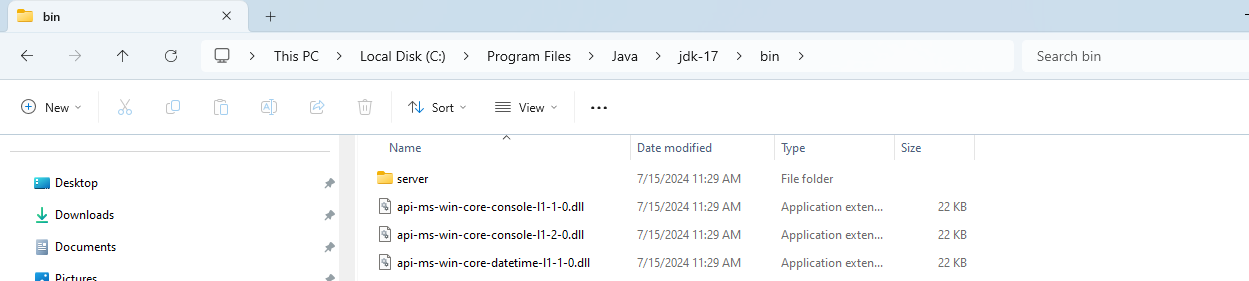 bin
This PC > Local Disk (C:) > Program Files > Java > jdk-17 > bin >
Search bin
New
Sort
View
Name Date modified Type Size
Desktop
Downloads
Documents
Pictures
server 7/15/2024 11:29 AM File folder
api-ms-win-core-console-l1-1-0.dll 7/15/2024 11:29 AM Application exten... 22 KB
api-ms-win-core-console-l1-2-0.dll 7/15/2024 11:29 AM Application exten... 22 KB
api-ms-win-core-datetime-l1-1-0.dll 7/15/2024 11:29 AM Application exten... 22 KB